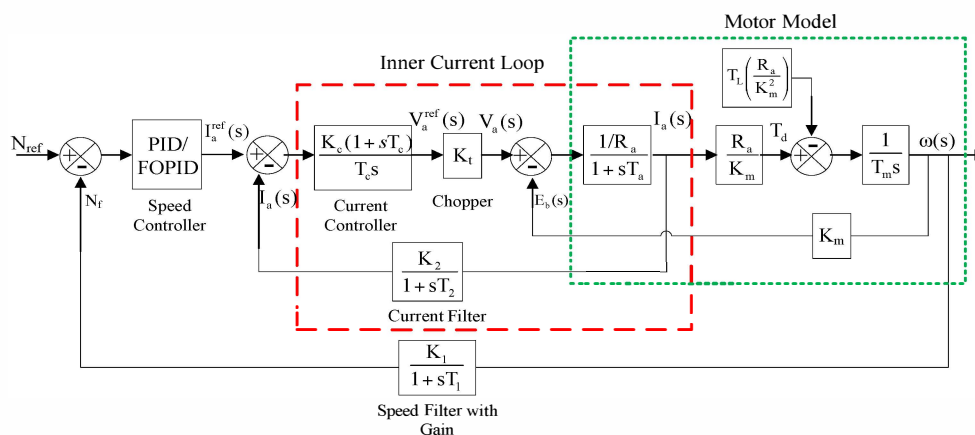 Motor Model
Inner Current Loop
T_L(R_a/K_m^2)
N_ref
+
-
PID/
FOPID
I_a^ref(s)
Speed
Controller
N_f
+
-
I_a(s)
K_c(1+sT_c)
T_c s
Current
Controller
V_a^ref(s)
K_t
Chopper
V_a(s)
+
-
E_b(s)
1/R_a
1+sT_a
I_a(s)
R_a
K_m
T_d
+
-
1
T_m s
ω(s)
K_m
K_2
1+sT_2
Current Filter
K_1
1+sT_1
Speed Filter with
Gain